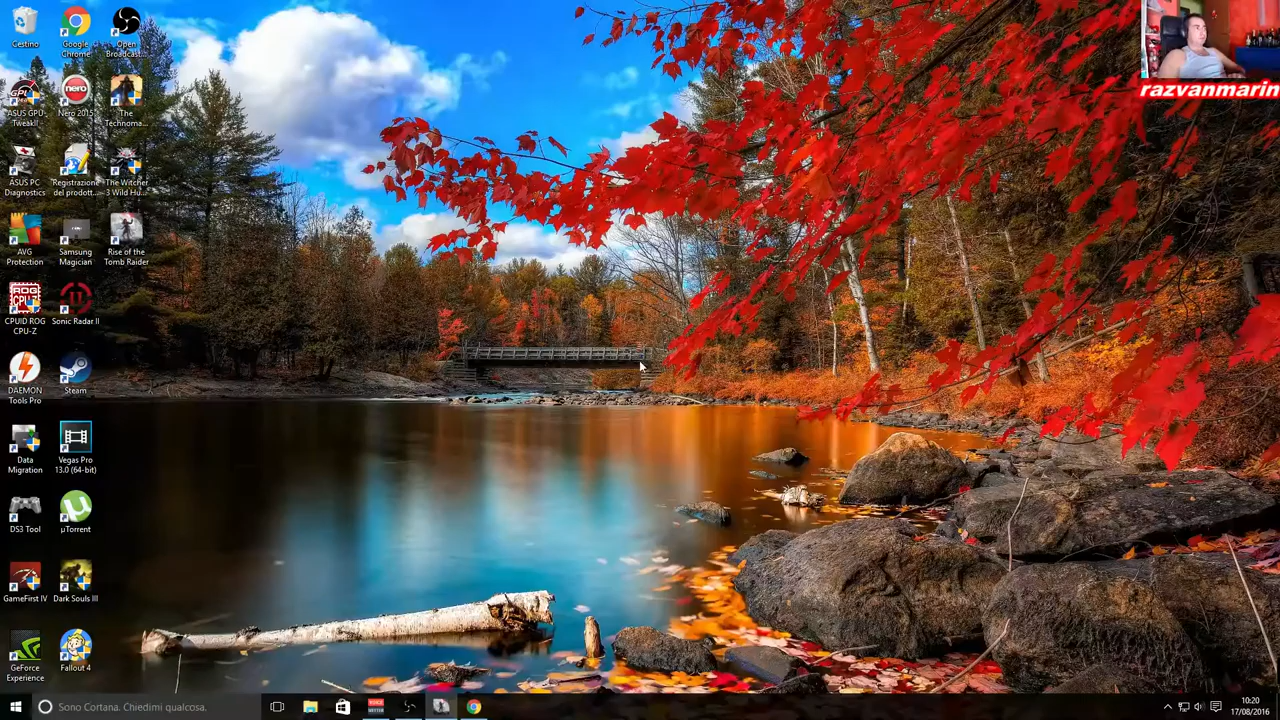 razvanmarin
Cestino
Google
Chrome
Open
Broadcast...
ASUS GPU
TweakII
Nero 2015
The
Technoma...
ASUS PC
Diagnostics
Registrazione
del prodott...
The Witcher
3 Wild Hu...
AVG
Protection
Samsung
Magician
Rise of the
Tomb Raider
CPUID ROG
CPU-Z
Sonic Radar II
DAEMON
Tools Pro
Steam
Data
Migration
Vegas Pro
13.0 (64-bit)
DS3 Tool
µTorrent
GameFirst IV
Dark Souls III
GeForce
Experience
Fallout 4
Sono Cortana. Chiedimi qualcosa.
10:20
17/08/2016